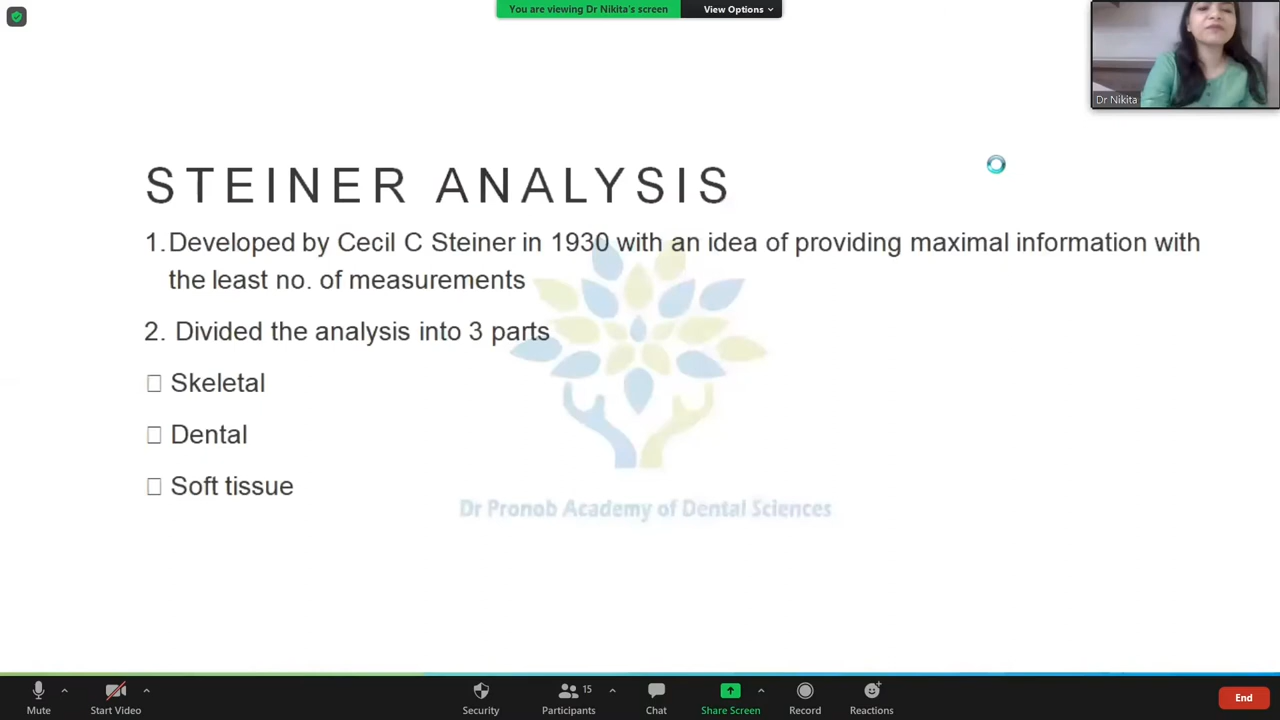 You are viewing Dr Nikita's screen
View Options
Dr Nikita
STEINER ANALYSIS
1. Developed by Cecil C Steiner in 1930 with an idea of providing maximal information with
the least no. of measurements
2. Divided the analysis into 3 parts
Skeletal
Dental
Soft tissue
Dr Pronob Academy of Dental Sciences
Mute
Start Video
Security
15
Participants
Chat
Share Screen
Record
Reactions
End